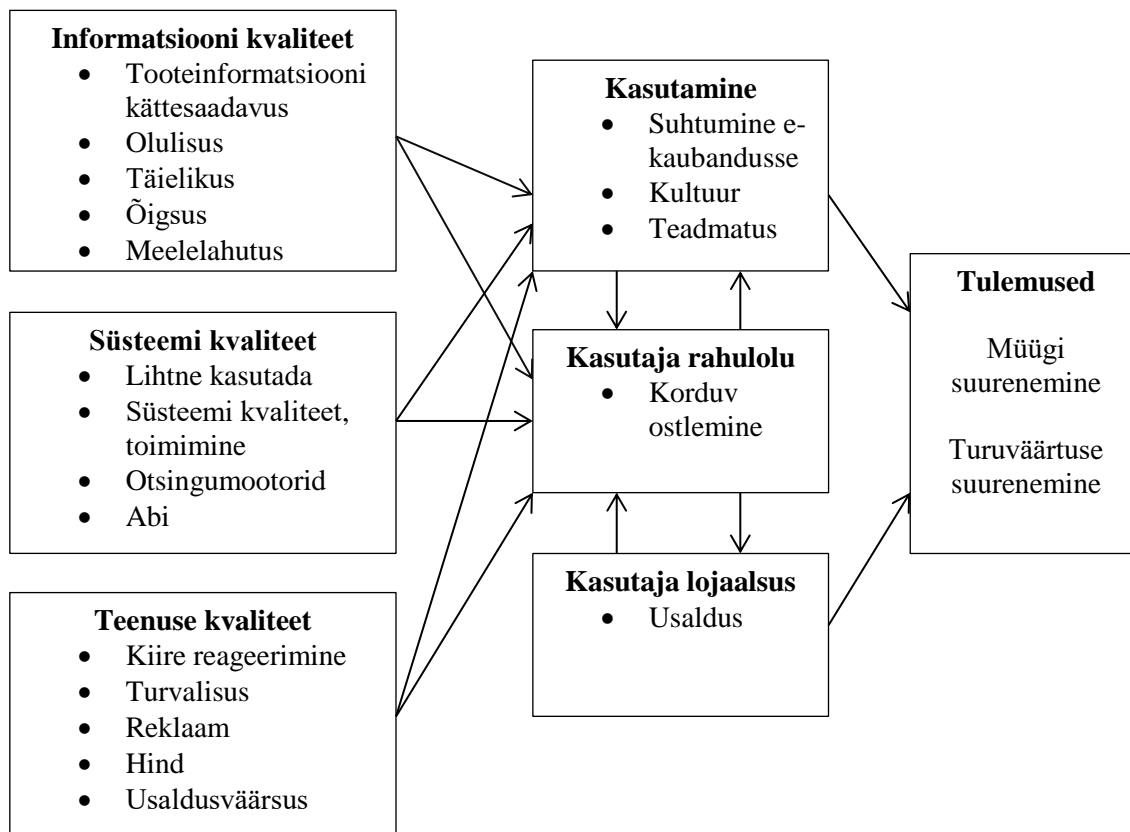 Informatsiooni kvaliteet
• Tooteinformatsiooni
kättesaadavus
• Olulisus
• Täielikus
• Õigsus
• Meelelahutus
Süsteemi kvaliteet
• Lihtne kasutada
• Süsteemi kvaliteet,
toimimine
• Otsingumootorid
• Abi
Teenuse kvaliteet
• Kiire reageerimine
• Turvalisus
• Reklaam
• Hind
• Usaldusväärsus
Kasutamine
• Suhtumine e-
kaubandusse
• Kultuur
• Teadmatus
Kasutaja rahulolu
• Korduv
ostlemine
Kasutaja lojaalsus
• Usaldus
Tulemused
Müügi
suurenemine
Turuväärtuse
suurenemine